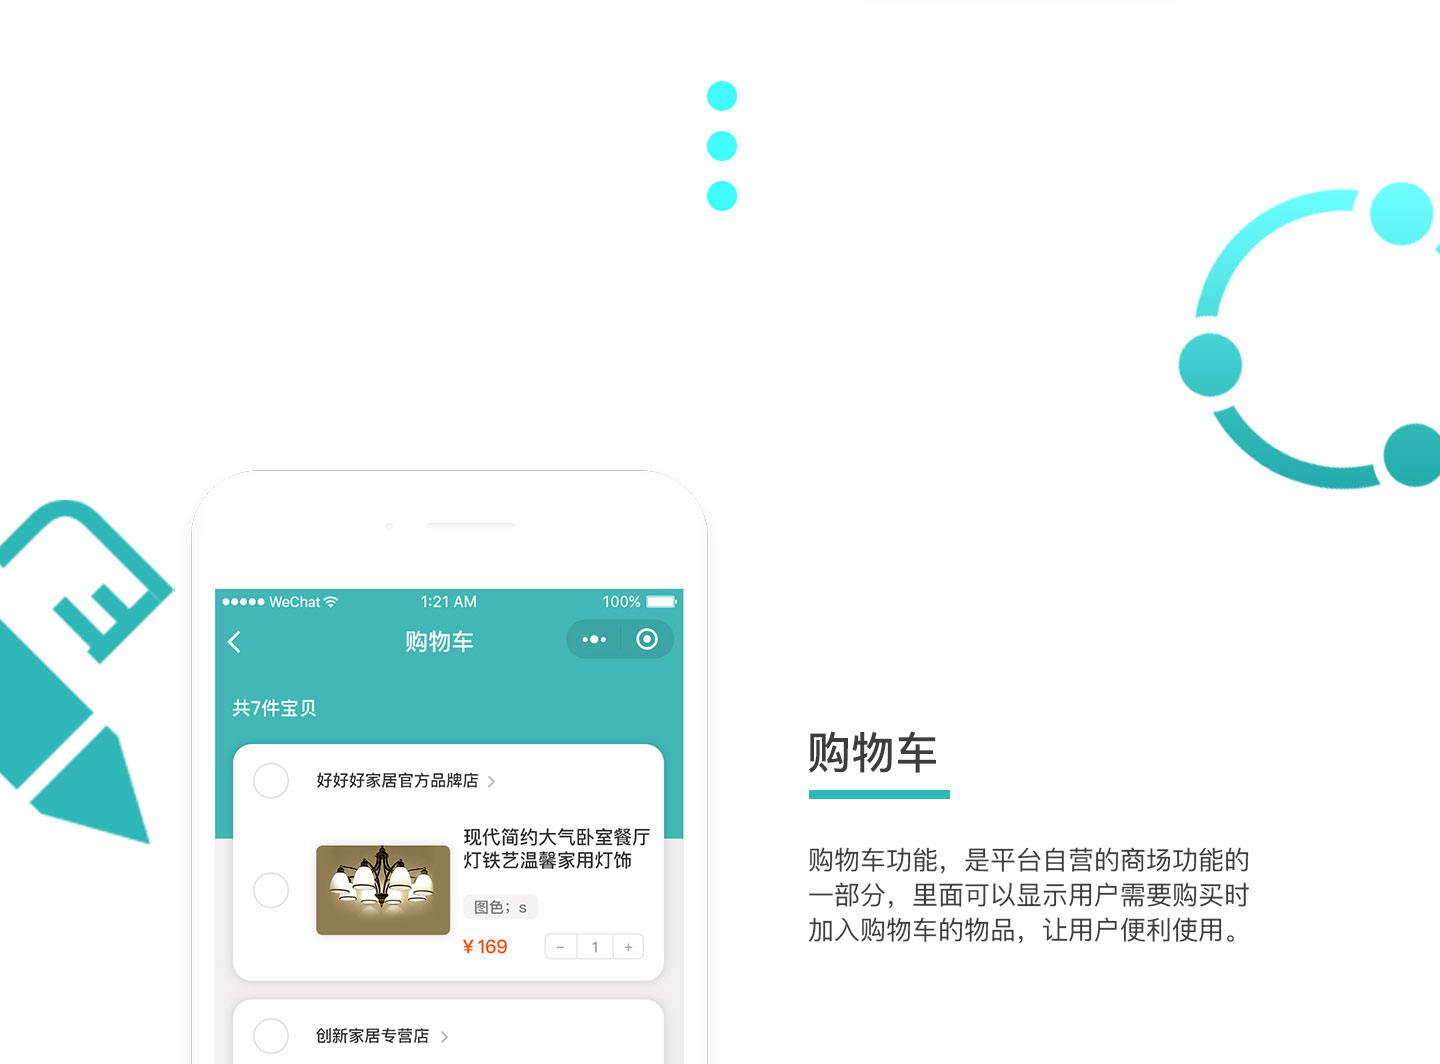 WeChat 1:21 AM 100%
购物车
共7件宝贝
好好好家居官方品牌店
现代简约大气卧室餐厅
灯铁艺温馨家用灯饰
图色；s
¥169 − 1 +
创新家居专营店
购物车
购物车功能，是平台自营的商场功能的
一部分，里面可以显示用户需要购买时
加入购物车的物品，让用户便利使用。